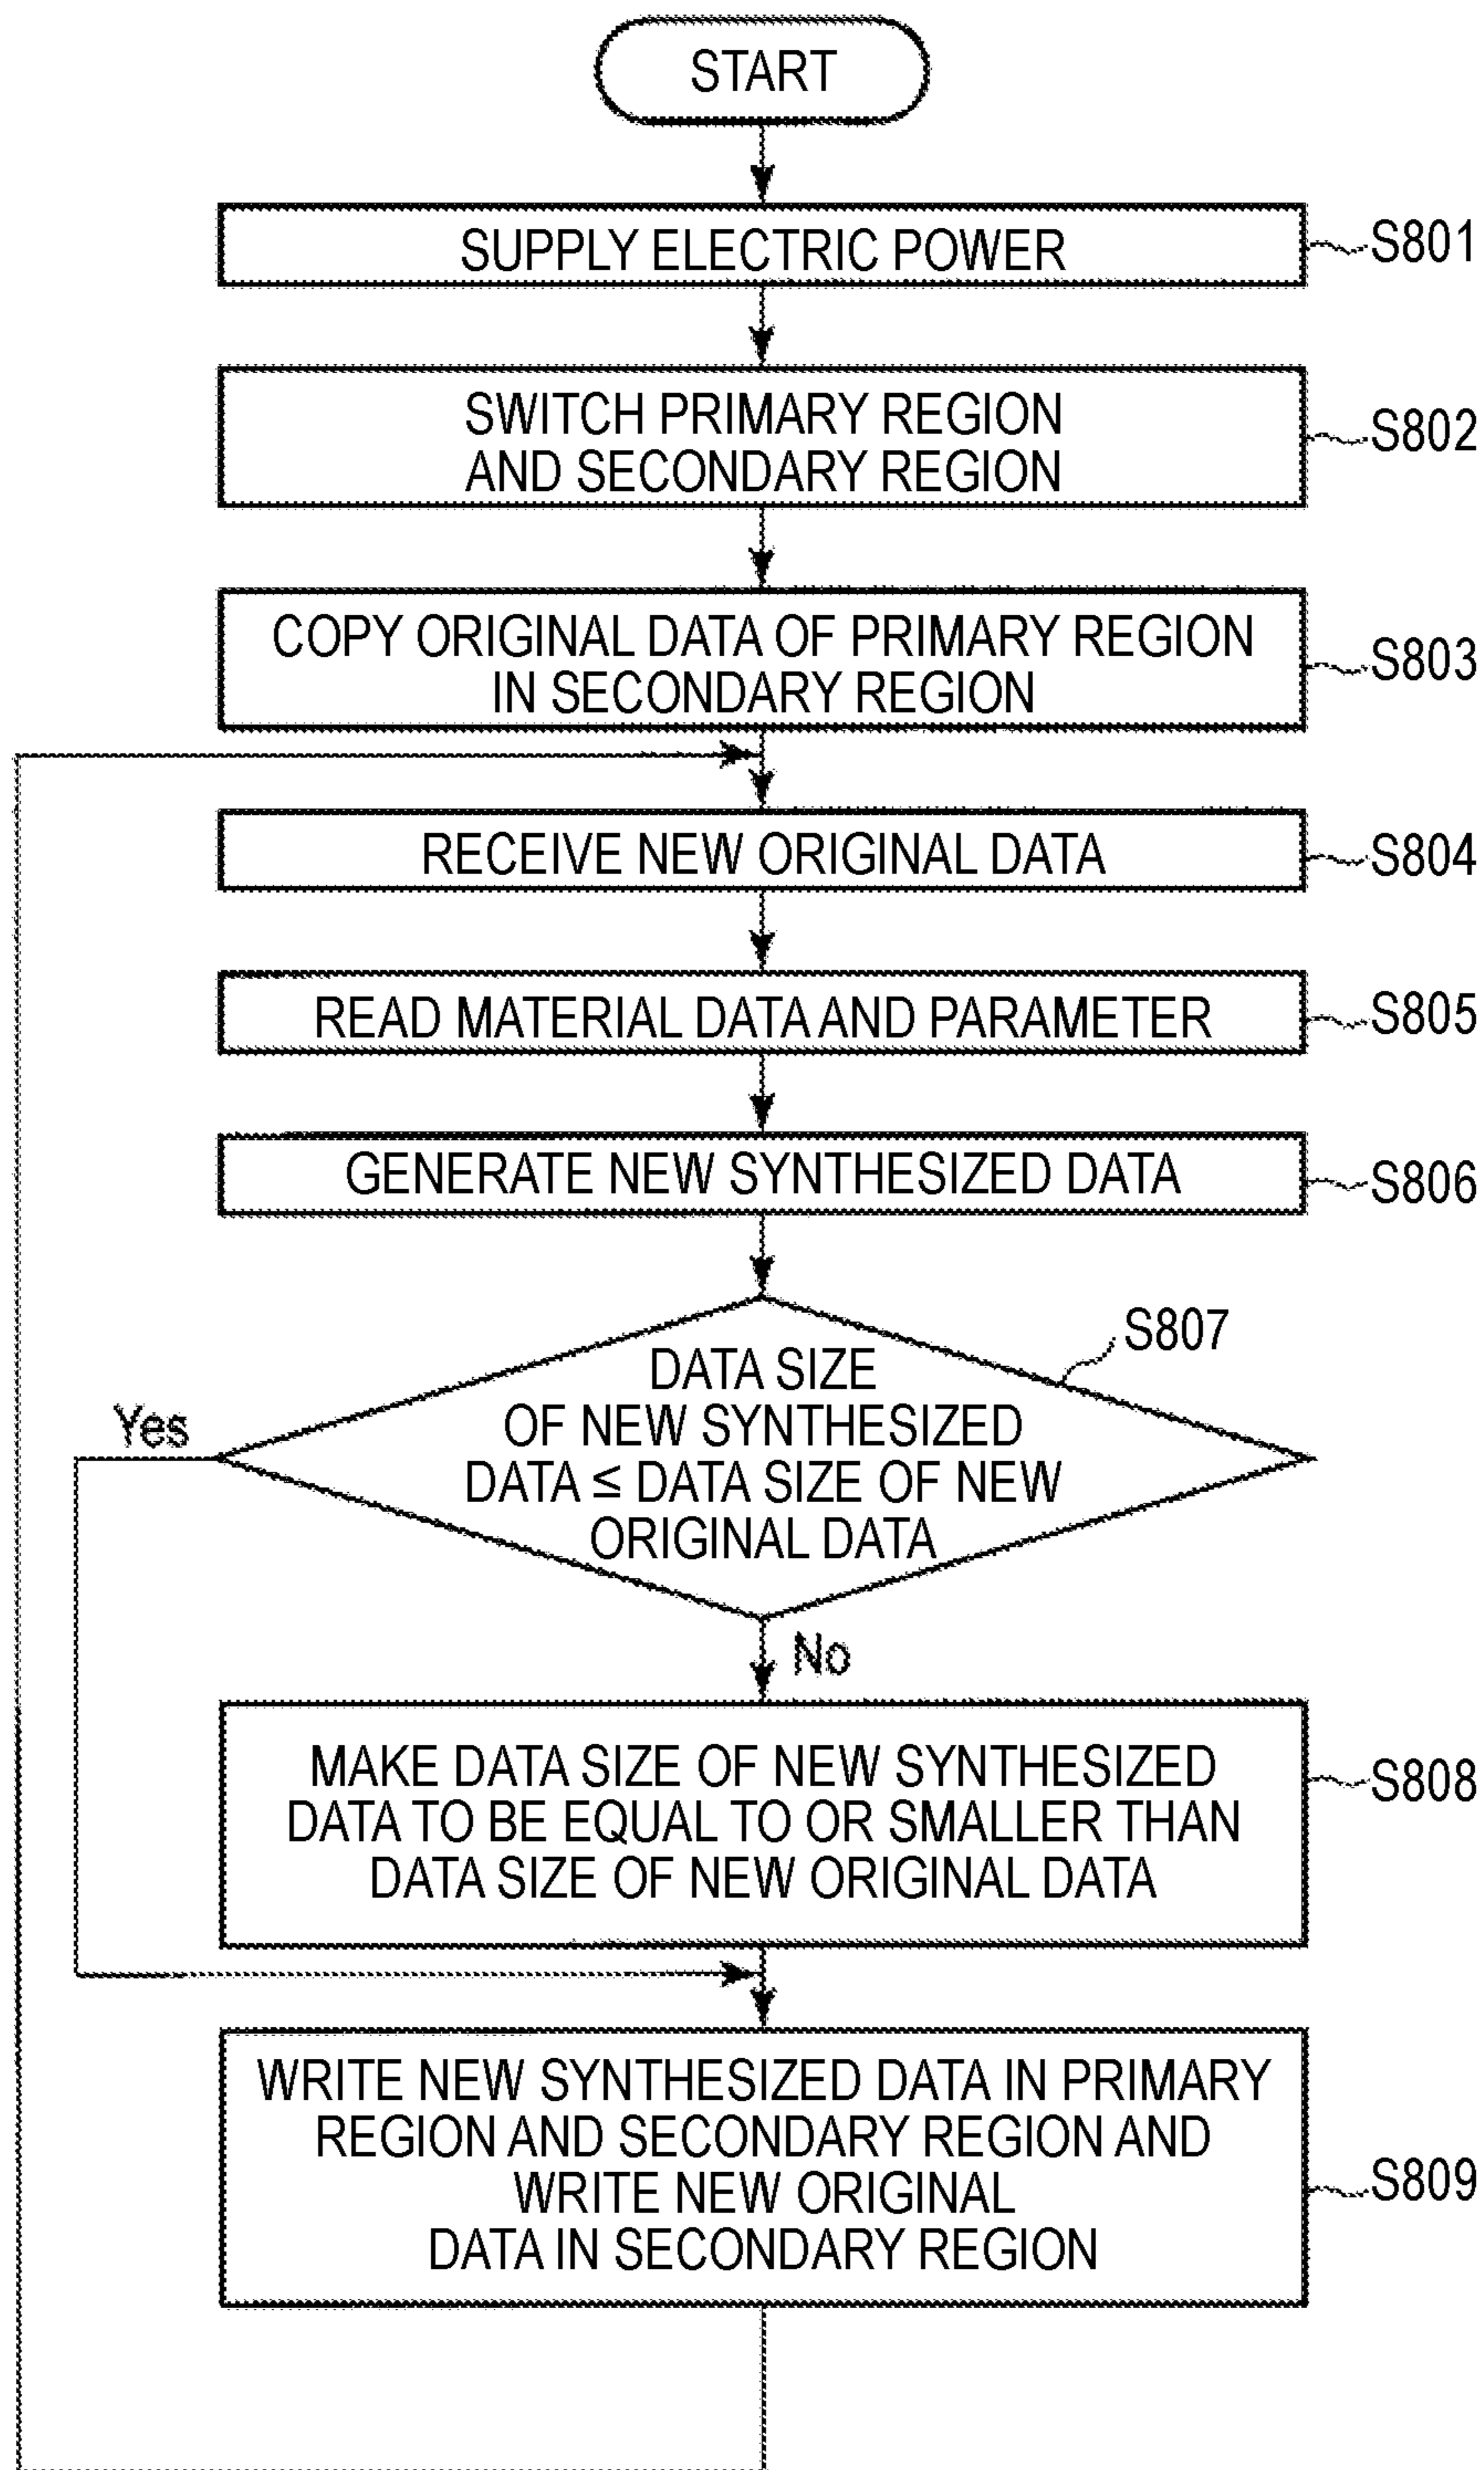 START
SUPPLY ELECTRIC POWER
S801
SWITCH PRIMARY REGION
AND SECONDARY REGION
S802
COPY ORIGINAL DATA OF PRIMARY REGION
IN SECONDARY REGION
S803
RECEIVE NEW ORIGINAL DATA
S804
READ MATERIAL DATA AND PARAMETER
S805
GENERATE NEW SYNTHESIZED DATA
S806
S807
DATA SIZE
OF NEW SYNTHESIZED
DATA ≤ DATA SIZE OF NEW
ORIGINAL DATA
Yes
No
MAKE DATA SIZE OF NEW SYNTHESIZED
DATA TO BE EQUAL TO OR SMALLER THAN
DATA SIZE OF NEW ORIGINAL DATA
S808
WRITE NEW SYNTHESIZED DATA IN PRIMARY
REGION AND SECONDARY REGION AND
WRITE NEW ORIGINAL
DATA IN SECONDARY REGION
S809